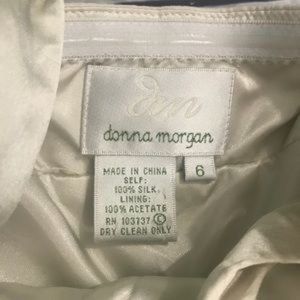 dm
donna morgan
6
MADE IN CHINA
SELF:
100% SILK
LINING:
100% ACETATE
RN 103737 C
DRY CLEAN ONLY